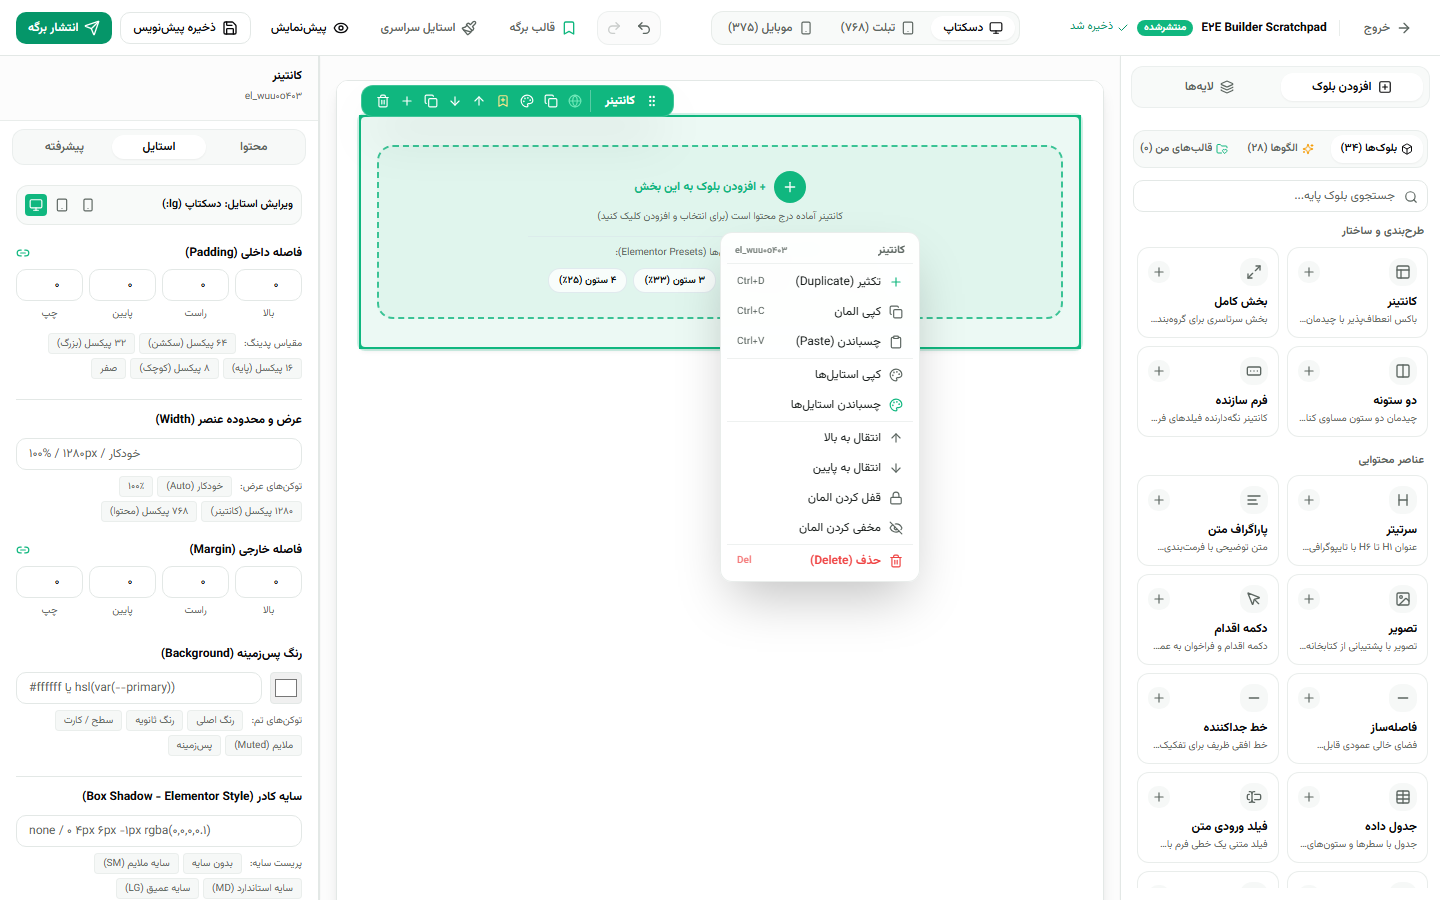 خروج
E2E Builder Scratchpad
منتشرشده
ذخیره شد
دسکتاپ
تبلت (۷۶۸)
موبایل (۳۷۵)
قالب برگه
استایل سراسری
پیش‌نمایش
ذخیره پیش‌نویس
انتشار برگه
افزودن بلوک
لایه‌ها
بلوک‌ها (۳۴)
الگوها (۲۸)
قالب‌های من (۰)
جستجوی بلوک پایه...
طرح‌بندی و ساختار
کانتینر
باکس انعطاف‌پذیر با چیدمان...
بخش کامل
بخش سرتاسری برای گروه‌بند...
دو ستونه
چیدمان دو ستون مساوی کنا...
فرم سازنده
کانتینر نگه‌دارنده فیلدهای فر...
عناصر محتوایی
سرتیتر
عنوان H۱ تا H۶ با تایپوگرافی...
پاراگراف متن
متن توضیحی با فرمت‌بندی...
تصویر
تصویر با پشتیبانی از کتابخانه...
دکمه اقدام
دکمه اقدام و فراخوان به عمـ...
فاصله‌ساز
فضای خالی عمودی قابل...
خط جداکننده
خط افقی ظریف برای تفکیک...
جدول داده
جدول با سطرها و ستون‌های...
فیلد ورودی متن
فیلد متنی یک خطی فرم با...
کانتینر
+ افزودن بلوک به این بخش
کانتینر آماده درج محتوا است (برای انتخاب و افزودن کلیک کنید)
ها (Elementor Presets):
۳ ستون (۳۳٪)
۴ ستون (۲۵٪)
کانتینر
el_wuu۰o۴۰۳
تکثیر (Duplicate)
Ctrl+D
کپی المان
Ctrl+C
چسباندن (Paste)
Ctrl+V
کپی استایل‌ها
چسباندن استایل‌ها
انتقال به بالا
انتقال به پایین
قفل کردن المان
مخفی کردن المان
حذف (Delete)
Del
کانتینر
el_wuu۰o۴۰۳
محتوا
استایل
پیشرفته
ویرایش استایل: دسکتاپ (lg:)
فاصله داخلی (Padding)
۰
۰
۰
۰
بالا
راست
پایین
چپ
مقیاس پدینگ:
۶۴ پیکسل (سکشن)
۳۲ پیکسل (بزرگ)
۱۶ پیکسل (پایه)
۸ پیکسل (کوچک)
صفر
عرض و محدوده عنصر (Width)
خودکار / ۱۲۸۰px / ۱۰۰%
توکن‌های عرض:
خودکار (Auto)
۱۰۰٪
۱۲۸۰ پیکسل (کانتینر)
۷۶۸ پیکسل (محتوا)
فاصله خارجی (Margin)
۰
۰
۰
۰
بالا
راست
پایین
چپ
رنگ پس‌زمینه (Background)
#ffffff یا hsl(var(--primary))
توکن‌های تم:
رنگ اصلی
رنگ ثانویه
سطح / کارت
ملایم (Muted)
پس‌زمینه
سایه کادر (Box Shadow - Elementor Style)
none / ۰ ۴px ۶px -۱px rgba(۰,۰,۰,۰.۱)
پریست سایه:
بدون سایه
سایه ملایم (SM)
سایه استاندارد (MD)
سایه عمیق (LG)